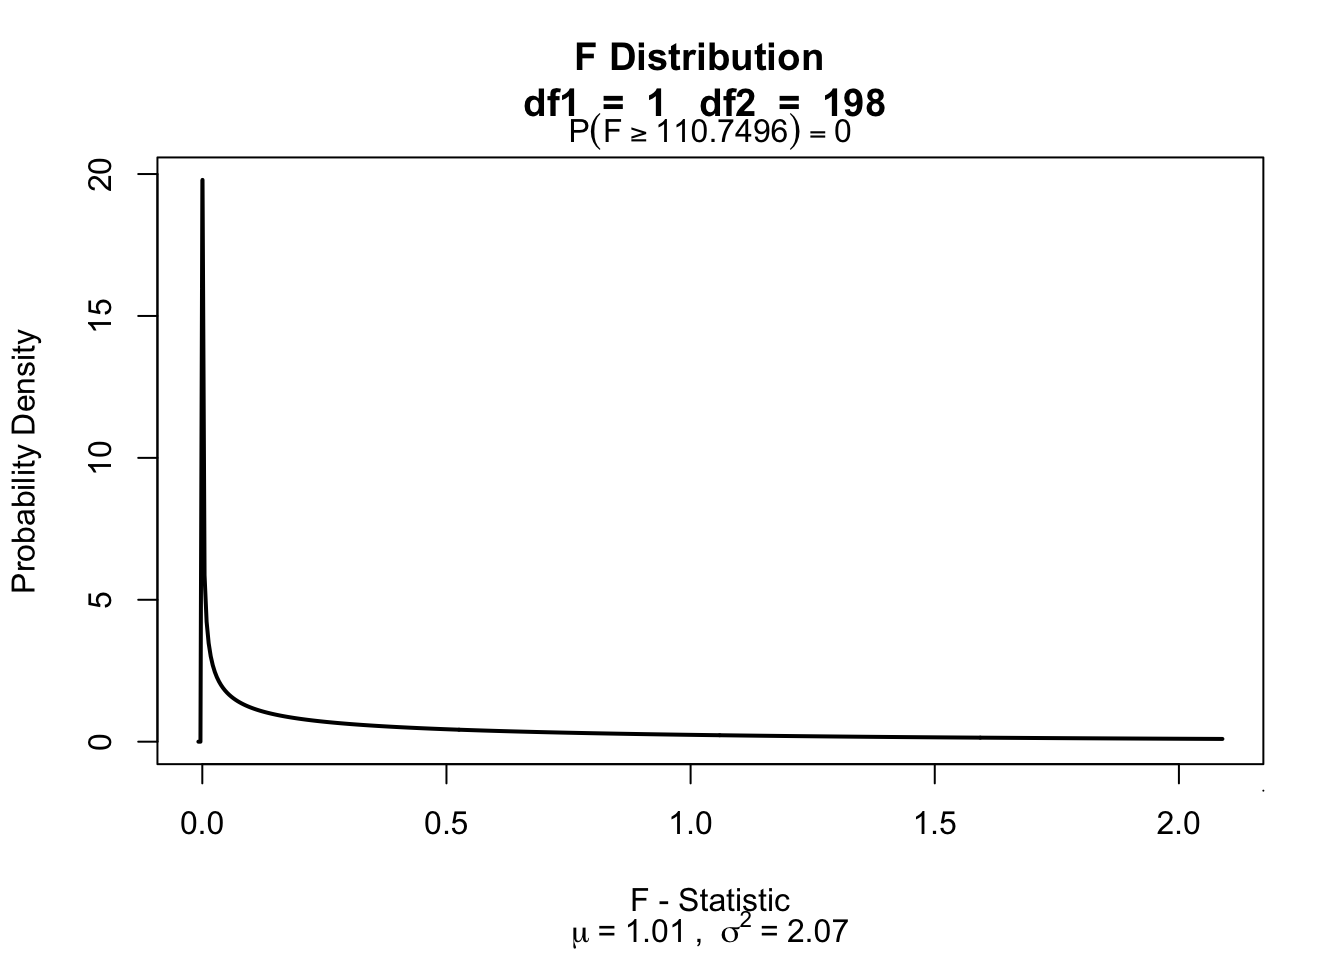 F Distribution
df1 = 1 df2 = 198
P(F ≥ 110.7496) = 0
Probability Density
20
15
10
5
0
0.0 0.5 1.0 1.5 2.0
F - Statistic
μ = 1.01 , σ² = 2.07